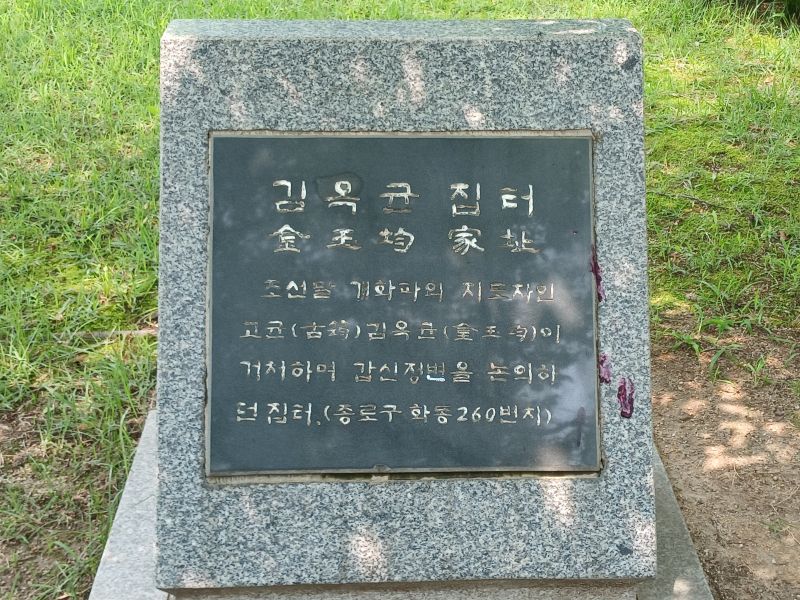 김옥균 집터
金玉均 家址
조선말 개화파의 지도자인
고균(古筠)김옥균(金玉均)이
거처하며 갑신정변을 논의하
던 집터.(종로구 화동260번지)